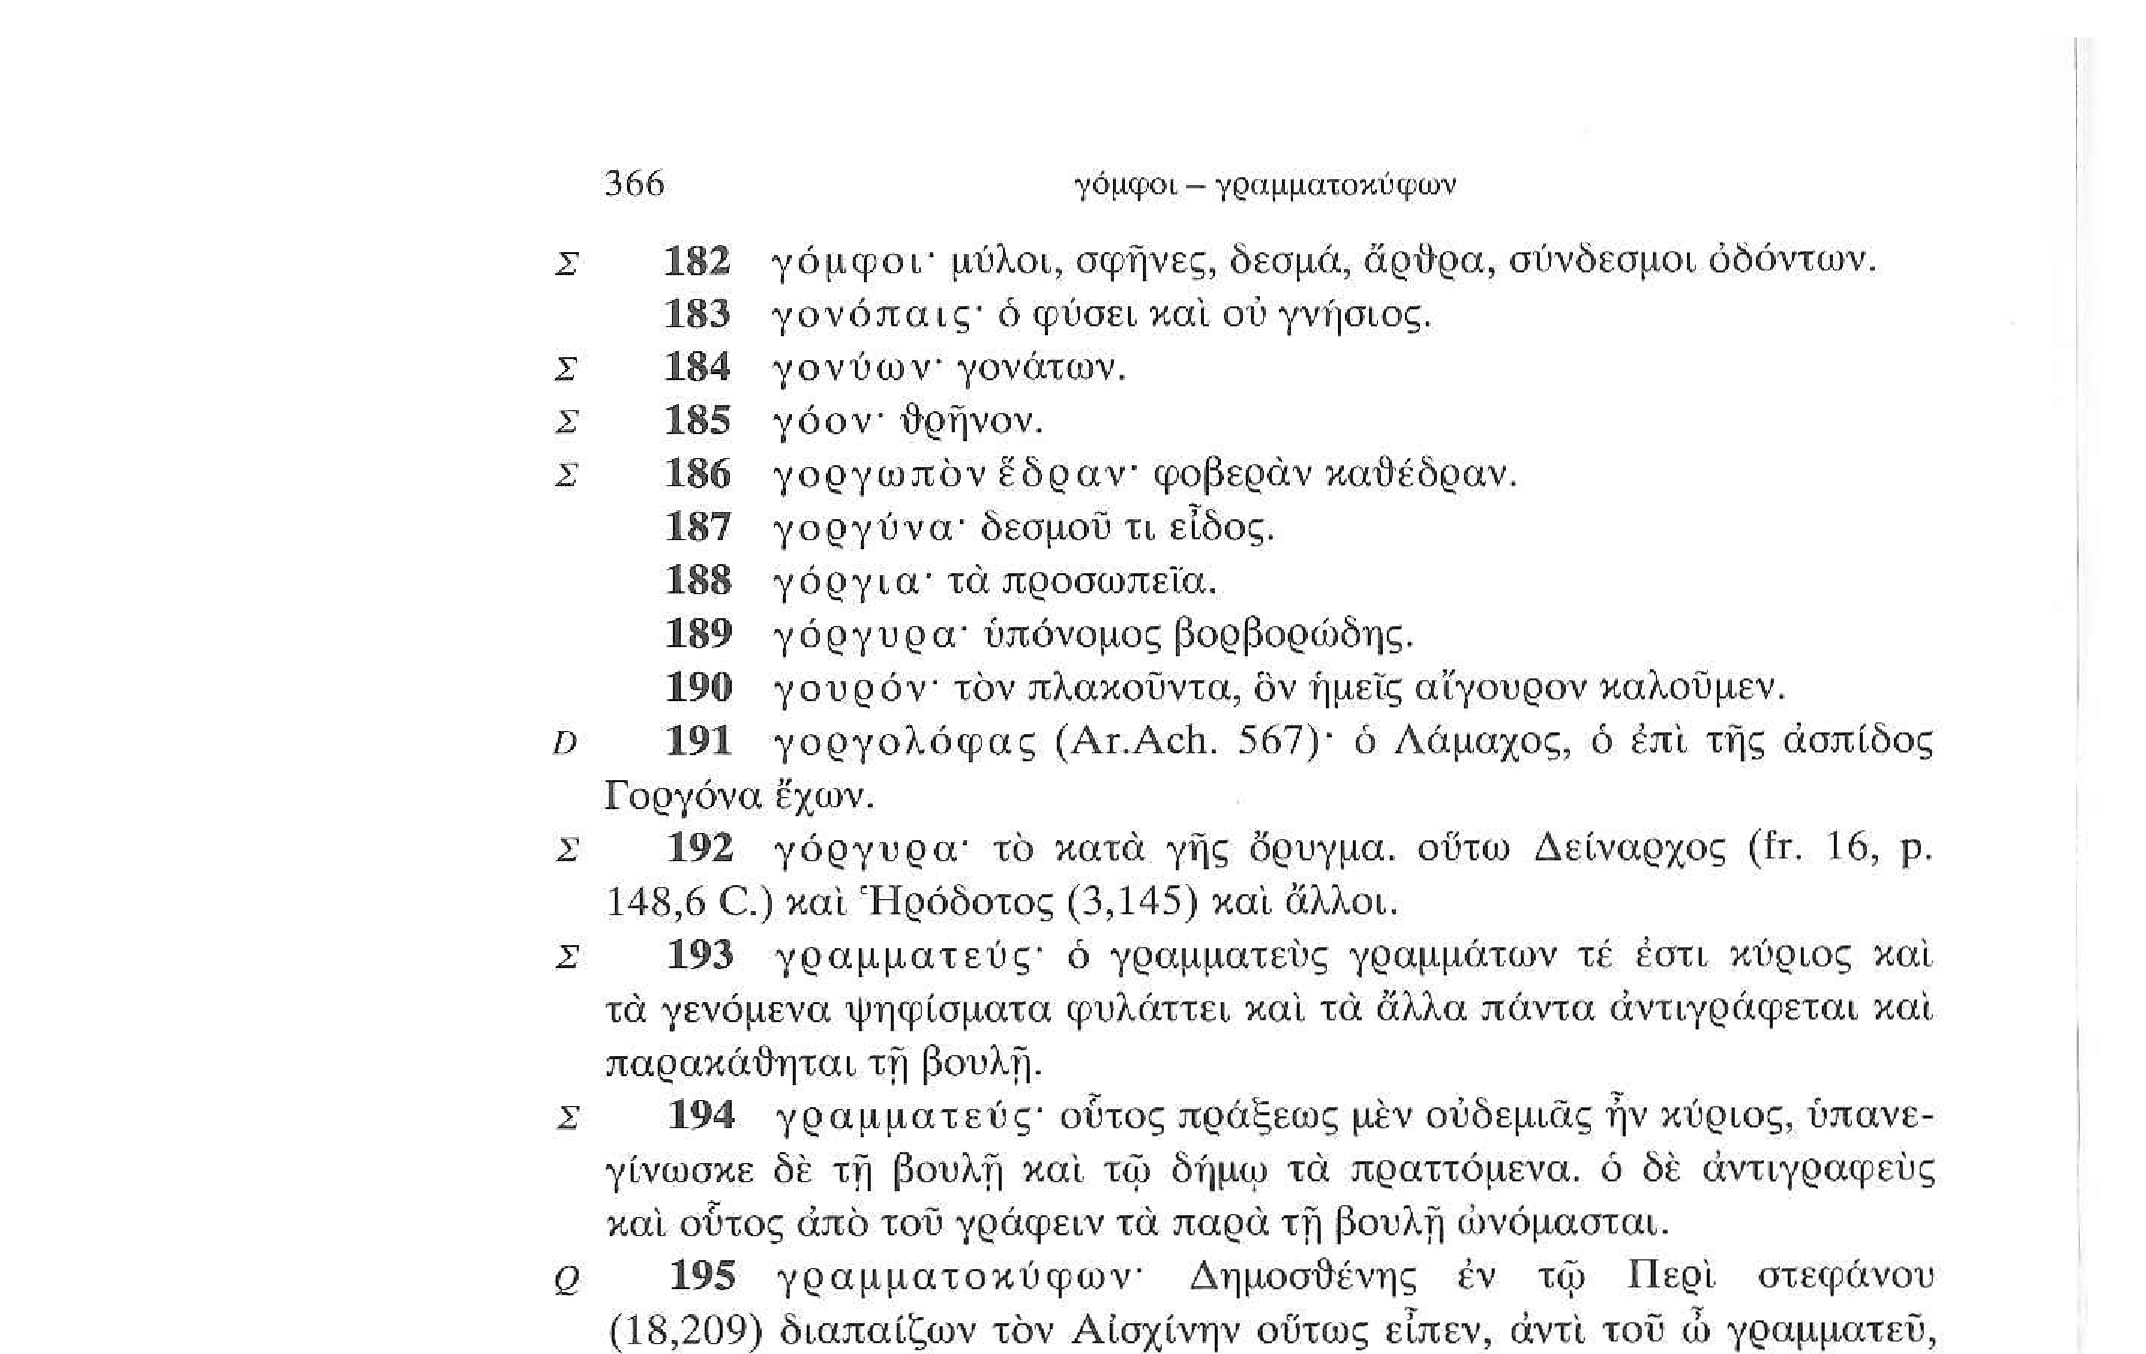 366 γόμφοι – γραμματοκύφων
Σ 182 γόμφοι· μύλοι, σφῆνες, δεσμά, ἄρϑρα, σύνδεσμοι ὀδόντων.
183 γονόπαις· ὁ φύσει καὶ οὐ γνήσιος.
Σ 184 γονύων· γονάτων.
Σ 185 γόον· ϑρῆνον.
Σ 186 γοργωπὸν ἕδραν· φοβερὰν καϑέδραν.
187 γοργύνα· δεσμοῦ τι εἶδος.
188 γόργια· τὰ προσωπεῖα.
189 γόργυρα· ὑπόνομος βορβορώδης.
190 γουρόν· τὸν πλακοῦντα, ὃν ἡμεῖς αἴγουρον καλοῦμεν.
D 191 γοργολόφας (Ar.Ach. 567)· ὁ Λάμαχος, ὁ ἐπὶ τῆς ἀσπίδος
Γοργόνα ἔχων.
Σ 192 γόργυρα· τὸ κατὰ γῆς ὄρυγμα. οὕτω Δείναρχος (fr. 16, p.
148,6 C.) καὶ Ἡρόδοτος (3,145) καὶ ἄλλοι.
Σ 193 γραμματεύς· ὁ γραμματεὺς γραμμάτων τέ ἐστι κύριος καὶ
τὰ γενόμενα ψηφίσματα φυλάττει καὶ τὰ ἄλλα πάντα ἀντιγράφεται καὶ
παρακάϑηται τῇ βουλῇ.
Σ 194 γραμματεύς· οὗτος πράξεως μὲν οὐδεμιᾶς ἦν κύριος, ὑπανε-
γίνωσκε δὲ τῇ βουλῇ καὶ τῷ δήμῳ τὰ πραττόμενα. ὁ δὲ ἀντιγραφεὺς
καὶ οὗτος ἀπὸ τοῦ γράφειν τὰ παρὰ τῇ βουλῇ ὠνόμασται.
Q 195 γραμματοκύφων· Δημοσϑένης ἐν τῷ Περὶ στεφάνου
(18,209) διαπαίζων τὸν Αἰσχίνην οὕτως εἶπεν, ἀντὶ τοῦ ὦ γραμματεῦ,